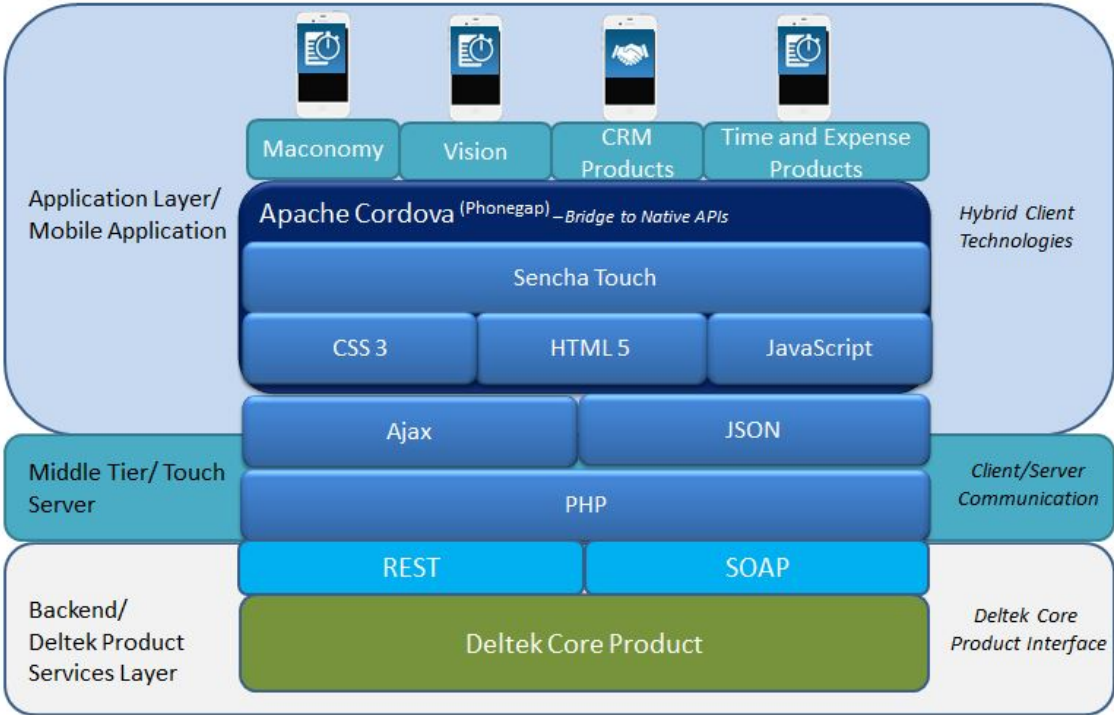 Maconomy
Vision
CRM
Products
Time and Expense
Products
Application Layer/
Mobile Application
Apache Cordova (Phonegap) – Bridge to Native APIs
Hybrid Client
Technologies
Sencha Touch
CSS 3
HTML 5
JavaScript
Ajax
JSON
Middle Tier/ Touch
Server
Client/Server
Communication
PHP
REST
SOAP
Backend/
Deltek Product
Services Layer
Deltek Core Product
Deltek Core
Product Interface